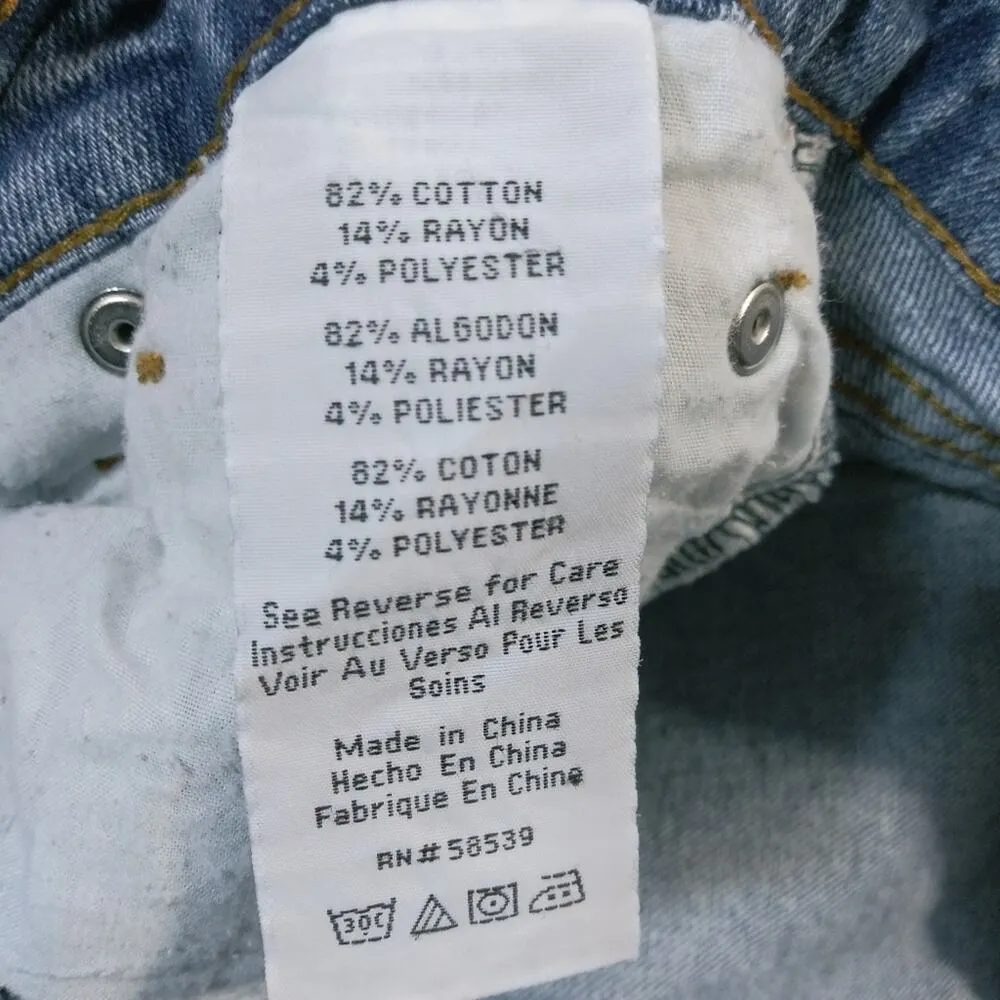 82% COTTON
14% RAYON
4% POLYESTER
82% ALGODON
14% RAYON
4% POLIESTER
82% COTON
14% RAYONNE
4% POLYESTER
See Reverse for Care
Instrucciones Al Reverso
Voir Au Verso Pour Les
Soins
Made in China
Hecho En China
Fabrique En Chine
RN# 58539
30C